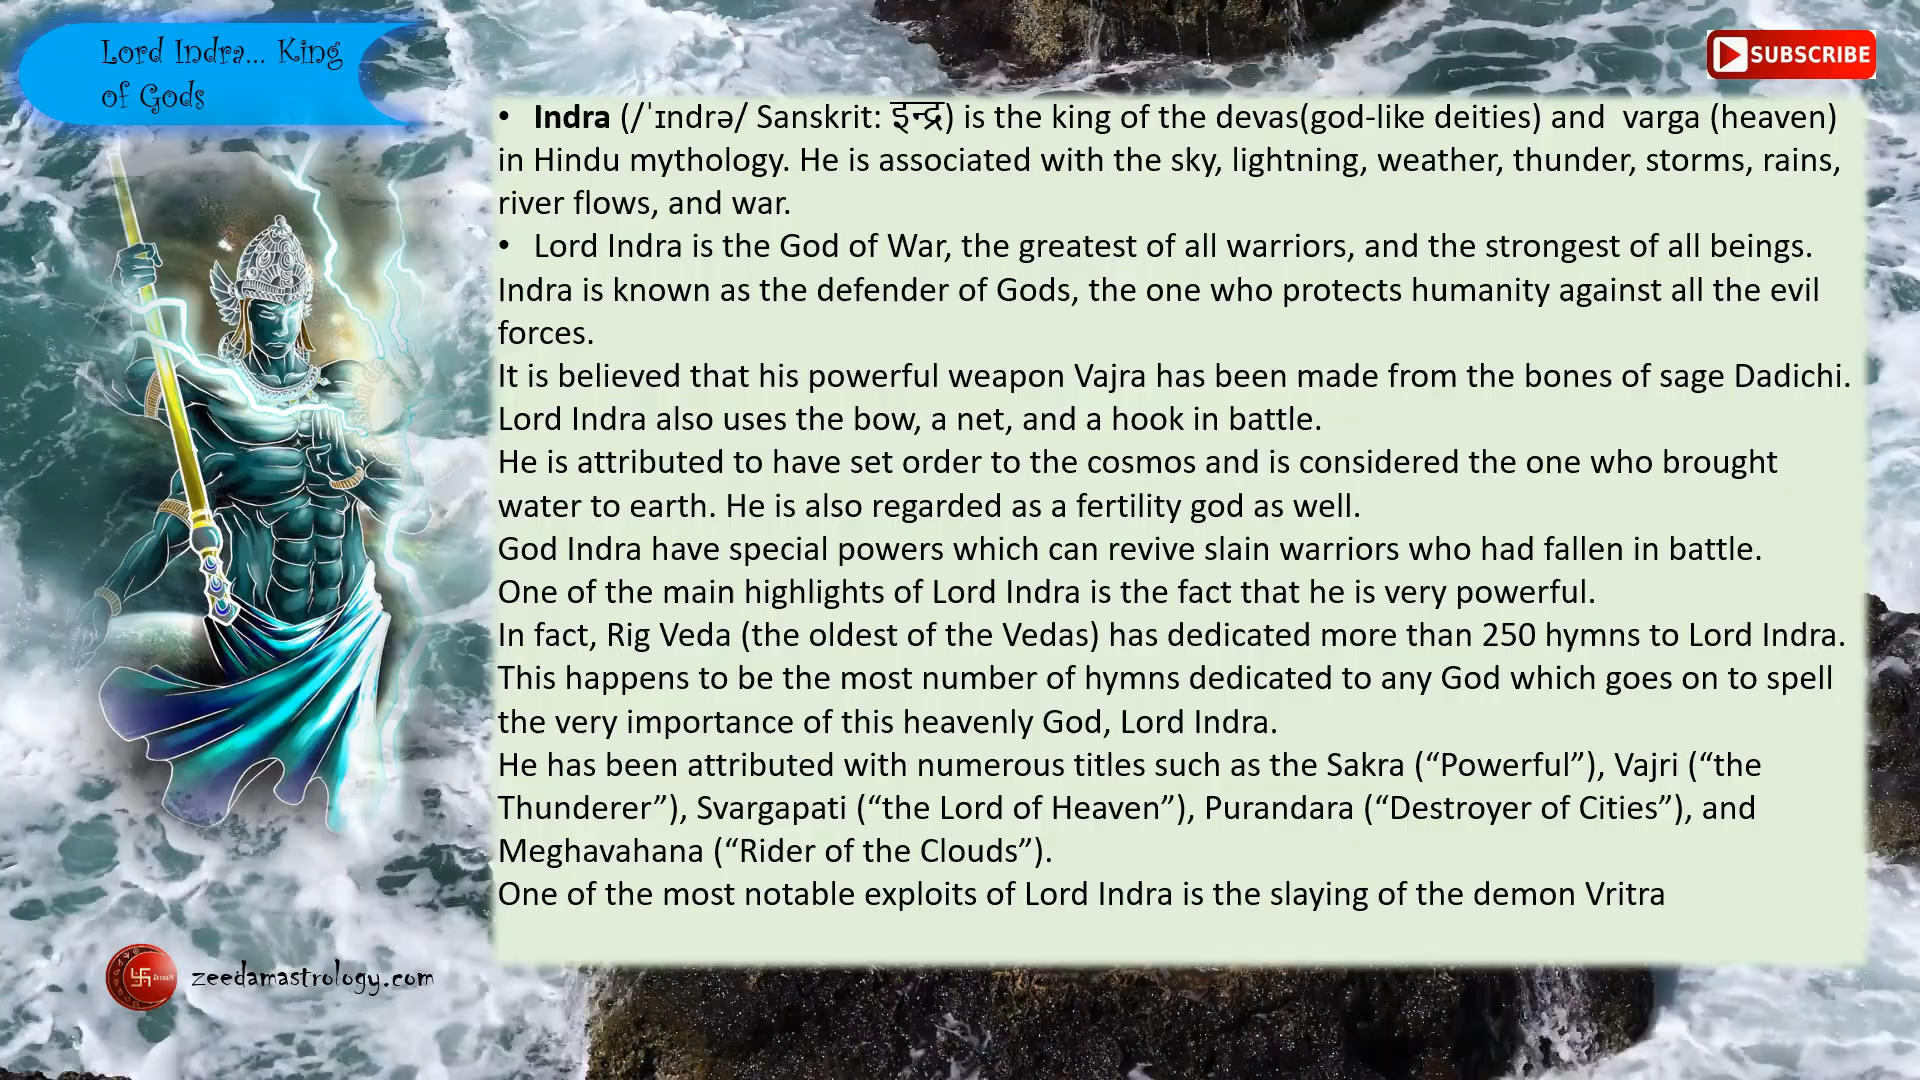 Lord Indra... King
of Gods
SUBSCRIBE
• Indra (/ˈɪndrə/ Sanskrit: इन्द्र) is the king of the devas(god-like deities) and  varga (heaven)
in Hindu mythology. He is associated with the sky, lightning, weather, thunder, storms, rains,
river flows, and war.
• Lord Indra is the God of War, the greatest of all warriors, and the strongest of all beings.
Indra is known as the defender of Gods, the one who protects humanity against all the evil
forces.
It is believed that his powerful weapon Vajra has been made from the bones of sage Dadichi.
Lord Indra also uses the bow, a net, and a hook in battle.
He is attributed to have set order to the cosmos and is considered the one who brought
water to earth. He is also regarded as a fertility god as well.
God Indra have special powers which can revive slain warriors who had fallen in battle.
One of the main highlights of Lord Indra is the fact that he is very powerful.
In fact, Rig Veda (the oldest of the Vedas) has dedicated more than 250 hymns to Lord Indra.
This happens to be the most number of hymns dedicated to any God which goes on to spell
the very importance of this heavenly God, Lord Indra.
He has been attributed with numerous titles such as the Sakra (“Powerful”), Vajri (“the
Thunderer”), Svargapati (“the Lord of Heaven”), Purandara (“Destroyer of Cities”), and
Meghavahana (“Rider of the Clouds”).
One of the most notable exploits of Lord Indra is the slaying of the demon Vritra
zeedamastrology.com